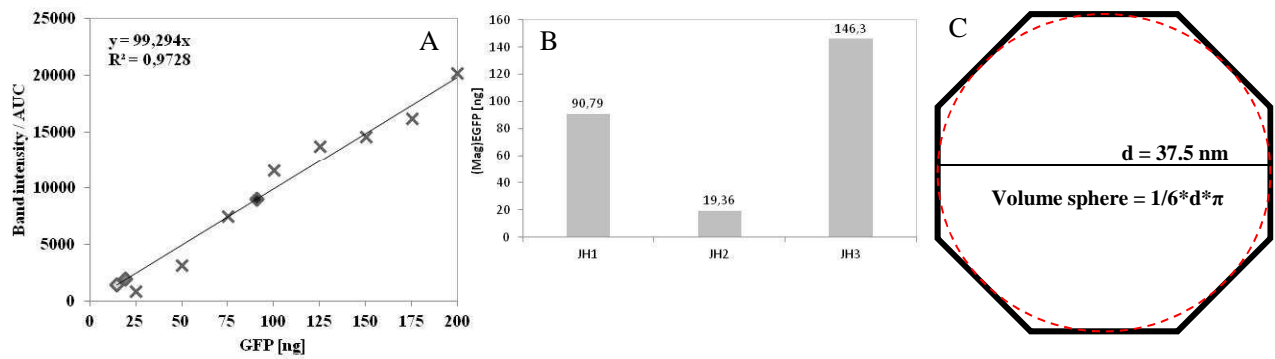 A
y = 99,294x
R² = 0,9728
Band intensity / AUC
25000
20000
15000
10000
5000
0
0 25 50 75 100 125 150 175 200
GFP [ng]
B
(Mag)EGFP [ng]
160
140
120
100
80
60
40
20
0
90,79
19,36
146,3
JH1 JH2 JH3
C
d = 37.5 nm
Volume sphere = 1/6*d*π